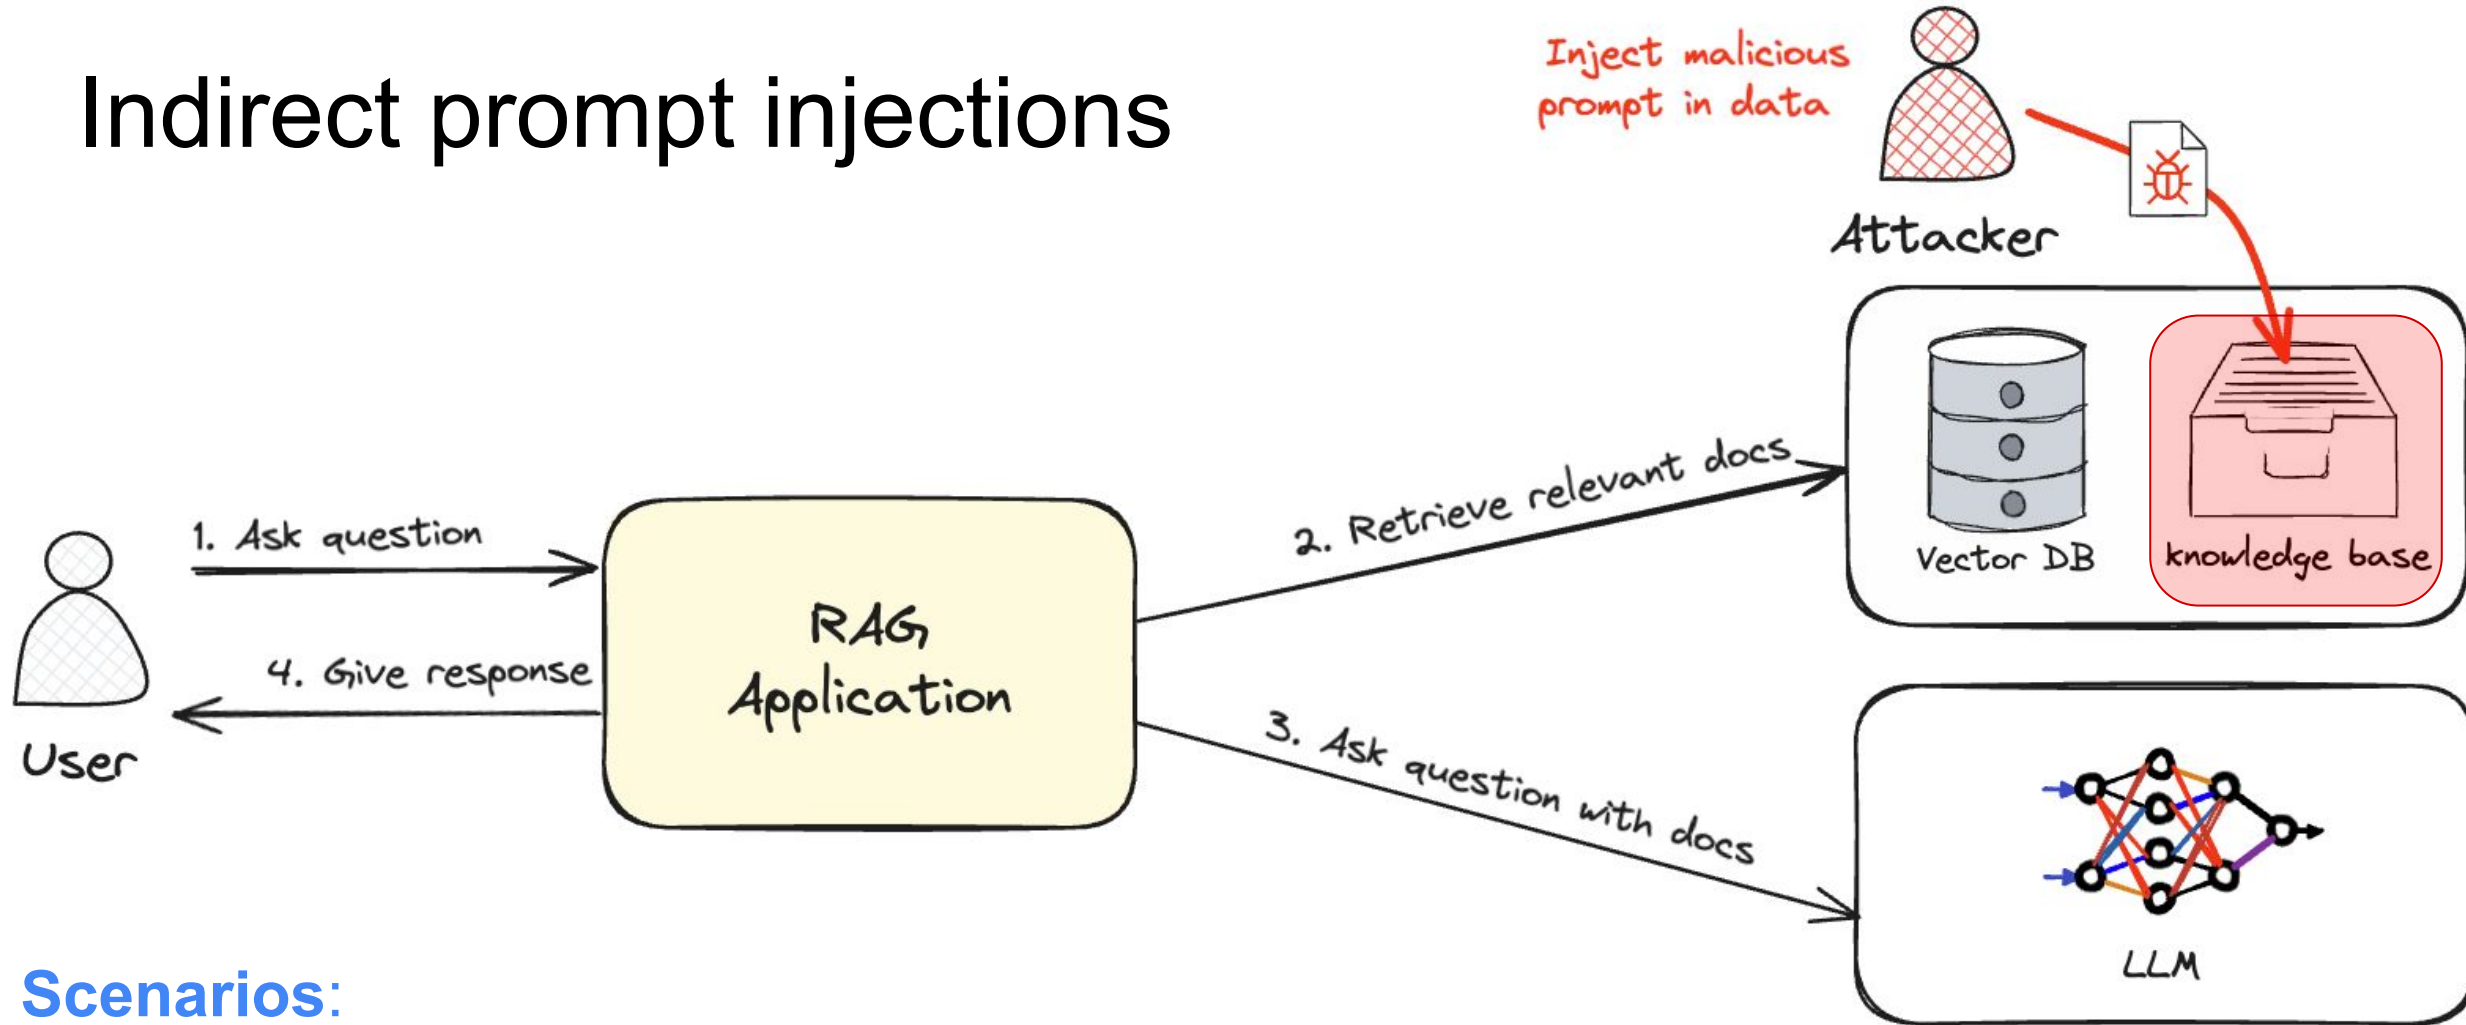 Indirect prompt injections
Inject malicious
prompt in data
Attacker
1. Ask question
2. Retrieve relevant docs
Vector DB
knowledge base
RAG
Application
4. Give response
User
3. Ask question with docs
LLM
Scenarios: